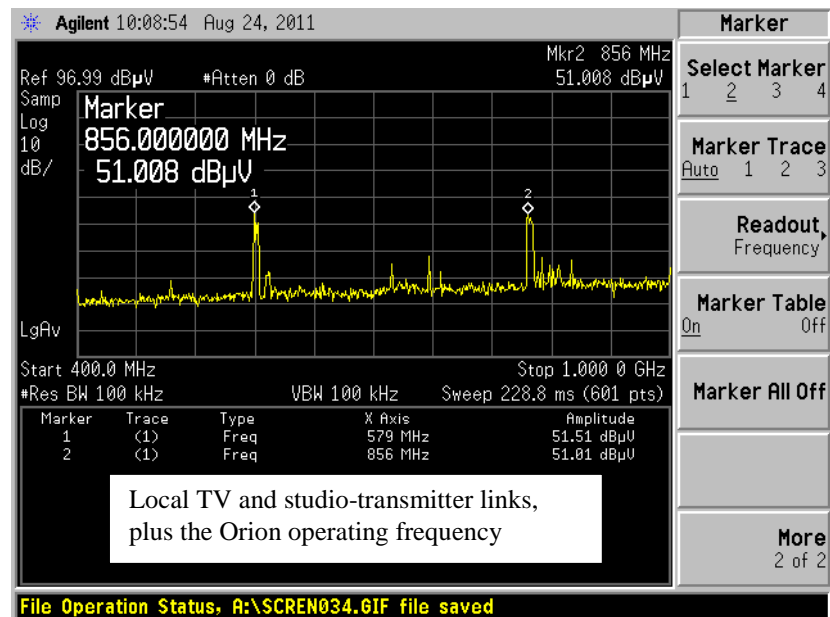 Agilent 10:08:54 Aug 24, 2011
Mkr2 856 MHz
Ref 96.99 dBµV #Atten 0 dB 51.008 dBµV
Samp
Log
10
dB/
Marker
856.000000 MHz
51.008 dBµV
1
2
LgAv
Start 400.0 MHz Stop 1.000 0 GHz
#Res BW 100 kHz VBW 100 kHz Sweep 228.8 ms (601 pts)
Marker Trace Type X Axis Amplitude
1 (1) Freq 579 MHz 51.51 dBµV
2 (1) Freq 856 MHz 51.01 dBµV
Local TV and studio-transmitter links,
plus the Orion operating frequency
File Operation Status, A:\SCREN034.GIF file saved
Marker
Select Marker
1 2 3 4
Marker Trace
Auto 1 2 3
Readout
Frequency
Marker Table
On Off
Marker All Off
More
2 of 2